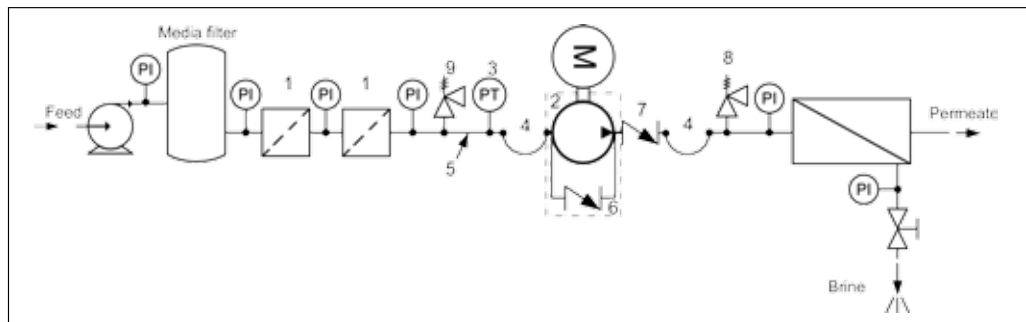 Media filter
Feed
PI
PI
1
PI
1
PI
9
3
PT
4
5
2
M
6
7
4
8
PI
Permeate
PI
Brine